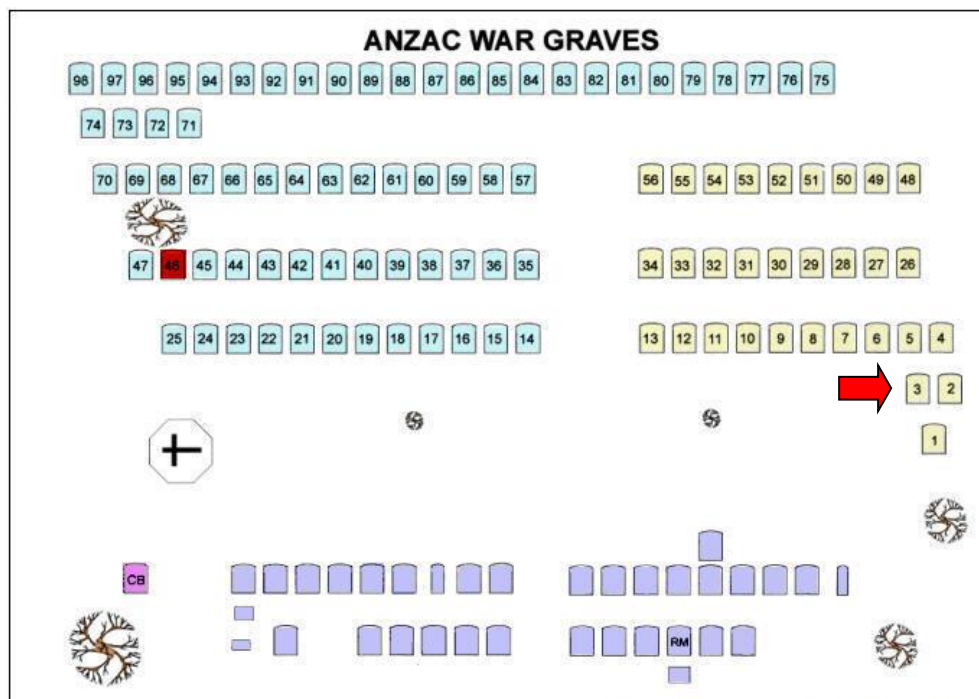 ANZAC WAR GRAVES
98 97 96 95 94 93 92 91 90 89 88 87 86 85 84 83 82 81 80 79 78 77 76 75
74 73 72 71
70 69 68 67 66 65 64 63 62 61 60 59 58 57 56 55 54 53 52 51 50 49 48
47 46 45 44 43 42 41 40 39 38 37 36 35 34 33 32 31 30 29 28 27 26
25 24 23 22 21 20 19 18 17 16 15 14 13 12 11 10 9 8 7 6 5 4
3 2
1
CB
RM